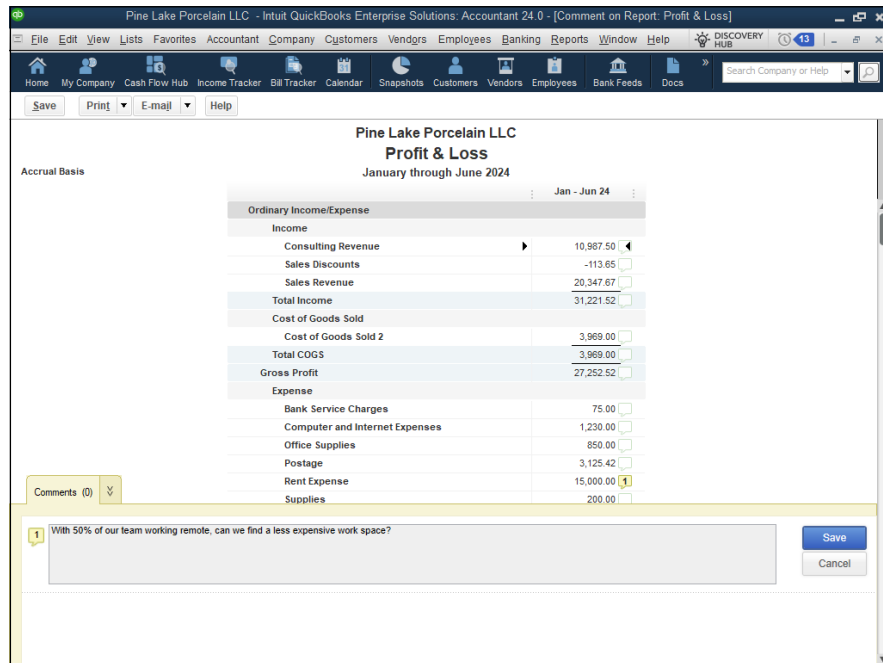 qb Pine Lake Porcelain LLC - Intuit QuickBooks Enterprise Solutions: Accountant 24.0 - [Comment on Report: Profit & Loss]
File Edit View Lists Favorites Accountant Company Customers Vendors Employees Banking Reports Window Help DISCOVERY HUB 13
Home My Company Cash Flow Hub Income Tracker Bill Tracker Calendar Snapshots Customers Vendors Employees Bank Feeds Docs » Search Company or Help
Save Print E-mail Help
Pine Lake Porcelain LLC
Profit & Loss
Accrual Basis January through June 2024
Jan - Jun 24
Ordinary Income/Expense
Income
Consulting Revenue 10,987.50
Sales Discounts -113.65
Sales Revenue 20,347.67
Total Income 31,221.52
Cost of Goods Sold
Cost of Goods Sold 2 3,969.00
Total COGS 3,969.00
Gross Profit 27,252.52
Expense
Bank Service Charges 75.00
Computer and Internet Expenses 1,230.00
Office Supplies 850.00
Postage 3,125.42
Rent Expense 15,000.00 1
Supplies 200.00
Comments (0)
1 With 50% of our team working remote, can we find a less expensive work space?
Save
Cancel